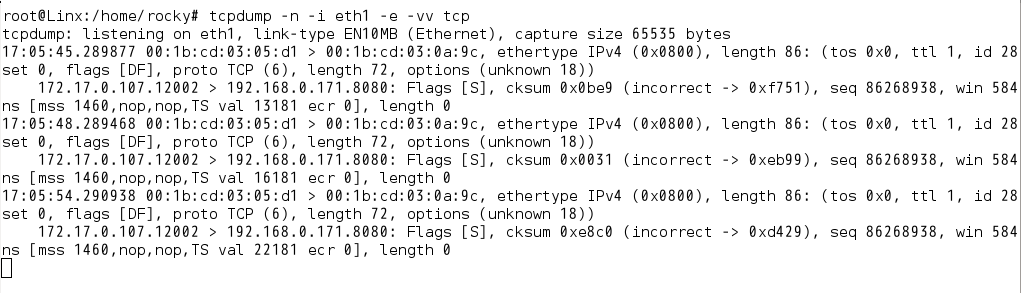 root@Linx:/home/rocky# tcpdump -n -i eth1 -e -vv tcp
tcpdump: listening on eth1, link-type EN10MB (Ethernet), capture size 65535 bytes
17:05:45.289877 00:1b:cd:03:05:d1 > 00:1b:cd:03:0a:9c, ethertype IPv4 (0x0800), length 86: (tos 0x0, ttl 1, id 28
set 0, flags [DF], proto TCP (6), length 72, options (unknown 18))
    172.17.0.107.12002 > 192.168.0.171.8080: Flags [S], cksum 0x0be9 (incorrect -> 0xf751), seq 86268938, win 584
ns [mss 1460,nop,nop,TS val 13181 ecr 0], length 0
17:05:48.289468 00:1b:cd:03:05:d1 > 00:1b:cd:03:0a:9c, ethertype IPv4 (0x0800), length 86: (tos 0x0, ttl 1, id 28
set 0, flags [DF], proto TCP (6), length 72, options (unknown 18))
    172.17.0.107.12002 > 192.168.0.171.8080: Flags [S], cksum 0x0031 (incorrect -> 0xeb99), seq 86268938, win 584
ns [mss 1460,nop,nop,TS val 16181 ecr 0], length 0
17:05:54.290938 00:1b:cd:03:05:d1 > 00:1b:cd:03:0a:9c, ethertype IPv4 (0x0800), length 86: (tos 0x0, ttl 1, id 28
set 0, flags [DF], proto TCP (6), length 72, options (unknown 18))
    172.17.0.107.12002 > 192.168.0.171.8080: Flags [S], cksum 0xe8c0 (incorrect -> 0xd429), seq 86268938, win 584
ns [mss 1460,nop,nop,TS val 22181 ecr 0], length 0